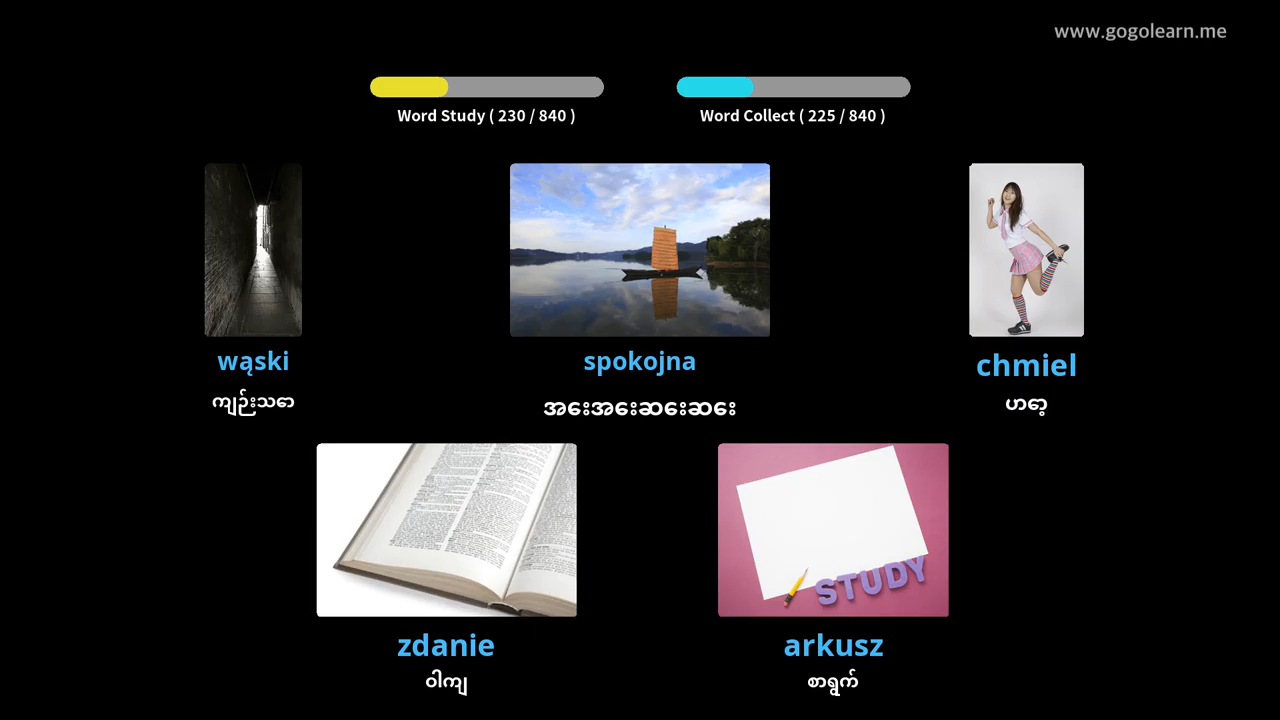 www.gogolearn.me
Word Study ( 230 / 840 )
Word Collect ( 225 / 840 )
wąski
spokojna
chmiel
ကျဉ်းသော
အေးအေးဆေးဆေး
ဟော့
STUDY
zdanie
arkusz
ဝါကျ
စာရွက်